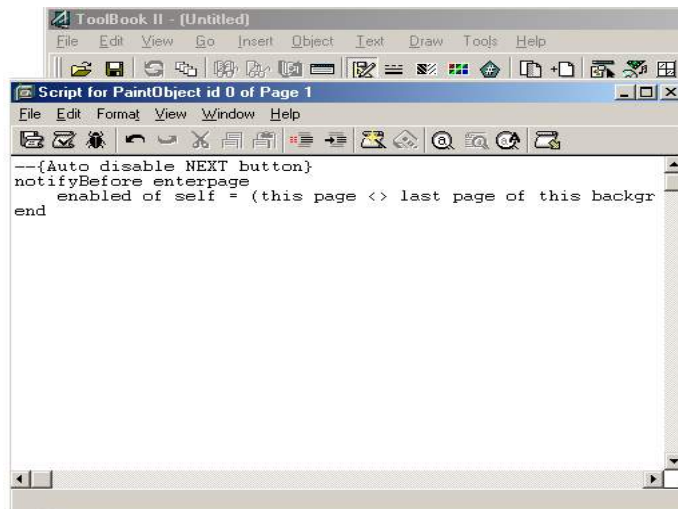 ToolBook II - (Untitled)
File Edit View Go Insert Object Text Draw Tools Help
Script for PaintObject id 0 of Page 1
File Edit Format View Window Help
--{Auto disable NEXT button}
notifyBefore enterpage
enabled of self = (this page <> last page of this backgr
end